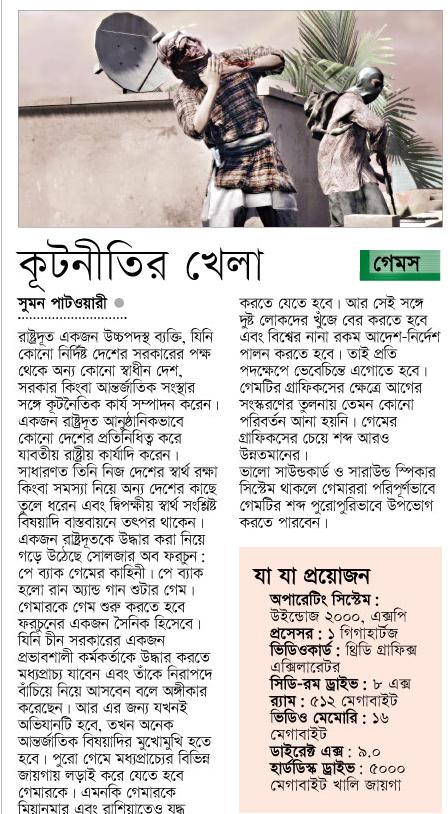 কূটনীতির খেলা
গেমস
সুমন পাটওয়ারী
রাষ্ট্রদূত একজন উচ্চপদস্থ ব্যক্তি, যিনি
কোনো নির্দিষ্ট দেশের সরকারের পক্ষ
থেকে অন্য কোনো স্বাধীন দেশ,
সরকার কিংবা আন্তর্জাতিক সংস্থার
সঙ্গে কূটনৈতিক কার্য সম্পাদন করেন।
একজন রাষ্ট্রদূত আনুষ্ঠানিকভাবে
কোনো দেশের প্রতিনিধিত্ব করে
যাবতীয় রাষ্ট্রীয় কার্যাদি করেন।
সাধারণত তিনি নিজ দেশের স্বার্থ রক্ষা
কিংবা সমস্যা নিয়ে অন্য দেশের কাছে
তুলে ধরেন এবং দ্বিপক্ষীয় স্বার্থ সংশ্লিষ্ট
বিষয়াদি বাস্তবায়নে তৎপর থাকেন।
একজন রাষ্ট্রদূতকে উদ্ধার করা নিয়ে
গড়ে উঠেছে সোলজার অব ফরচুন :
পে ব্যাক গেমের কাহিনী। পে ব্যাক
হলো রান অ্যান্ড গান শুটার গেম।
গেমারকে গেম শুরু করতে হবে
ফরচুনের একজন সৈনিক হিসেবে।
যিনি চীন সরকারের একজন
প্রভাবশালী কর্মকর্তাকে উদ্ধার করতে
মধ্যপ্রাচ্য যাবেন এবং তাঁকে নিরাপদে
বাঁচিয়ে নিয়ে আসবেন বলে অঙ্গীকার
করেছেন। আর এর জন্য যখনই
অভিযানটি হবে, তখন অনেক
আন্তর্জাতিক বিষয়াদির মুখোমুখি হতে
হবে। পুরো গেমে মধ্যপ্রাচ্যের বিভিন্ন
জায়গায় লড়াই করে যেতে হবে
গেমারকে। এমনকি গেমারকে
মিয়ানমার এবং রাশিয়াতেও যুদ্ধ
করতে যেতে হবে। আর সেই সঙ্গে
দুষ্ট লোকদের খুঁজে বের করতে হবে
এবং বিশ্বের নানা রকম আদেশ-নির্দেশ
পালন করতে হবে। তাই প্রতি
পদক্ষেপে ভেবেচিন্তে এগোতে হবে।
গেমটির গ্রাফিকসের ক্ষেত্রে আগের
সংস্করণের তুলনায় তেমন কোনো
পরিবর্তন আনা হয়নি। গেমের
গ্রাফিকসের চেয়ে শব্দ আরও
উন্নতমানের।
ভালো সাউন্ডকার্ড ও সারাউন্ড স্পিকার
সিস্টেম থাকলে গেমাররা পরিপূর্ণভাবে
গেমটির শব্দ পুরোপুরিভাবে উপভোগ
করতে পারবেন।
যা যা প্রয়োজন
অপারেটিং সিস্টেম :
উইন্ডোজ ২০০০, এক্সপি
প্রসেসর : ১ গিগাহার্টজ
ভিডিওকার্ড : থ্রিডি গ্রাফিক্স
এক্সিলারেটর
সিডি-রম ড্রাইভ : ৮ এক্স
র‍্যাম : ৫১২ মেগাবাইট
ভিডিও মেমোরি : ১৬
মেগাবাইট
ডাইরেক্ট এক্স : ৯.০
হার্ডডিস্ক ড্রাইভ : ৫০০০
মেগাবাইট খালি জায়গা